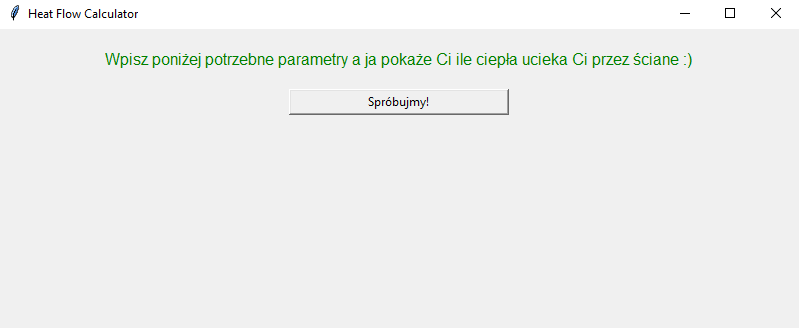 Heat Flow Calculator
Wpisz poniżej potrzebne parametry a ja pokaże Ci ile ciepła ucieka Ci przez ściane :)
Spróbujmy!